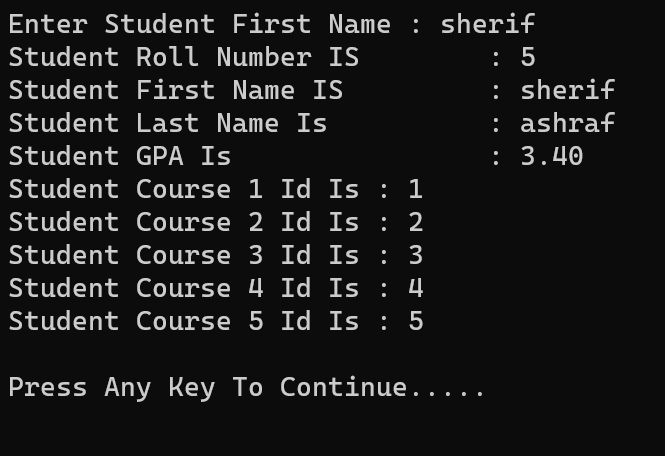 Enter Student First Name : sherif
Student Roll Number IS        : 5
Student First Name IS         : sherif
Student Last Name Is          : ashraf
Student GPA Is                : 3.40
Student Course 1 Id Is : 1
Student Course 2 Id Is : 2
Student Course 3 Id Is : 3
Student Course 4 Id Is : 4
Student Course 5 Id Is : 5
Press Any Key To Continue.....